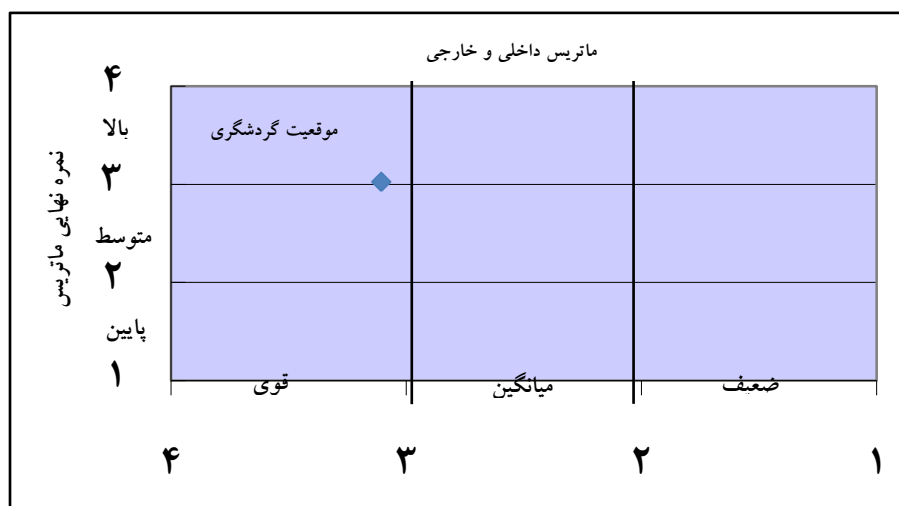 ماتریس داخلی و خارجی
۴
بالا
موقعیت گردشگری
۳
متوسط
۲
پایین
۱
نمره نهایی ماتریس
قوی
میانگین
ضعیف
۴
۳
۲
۱